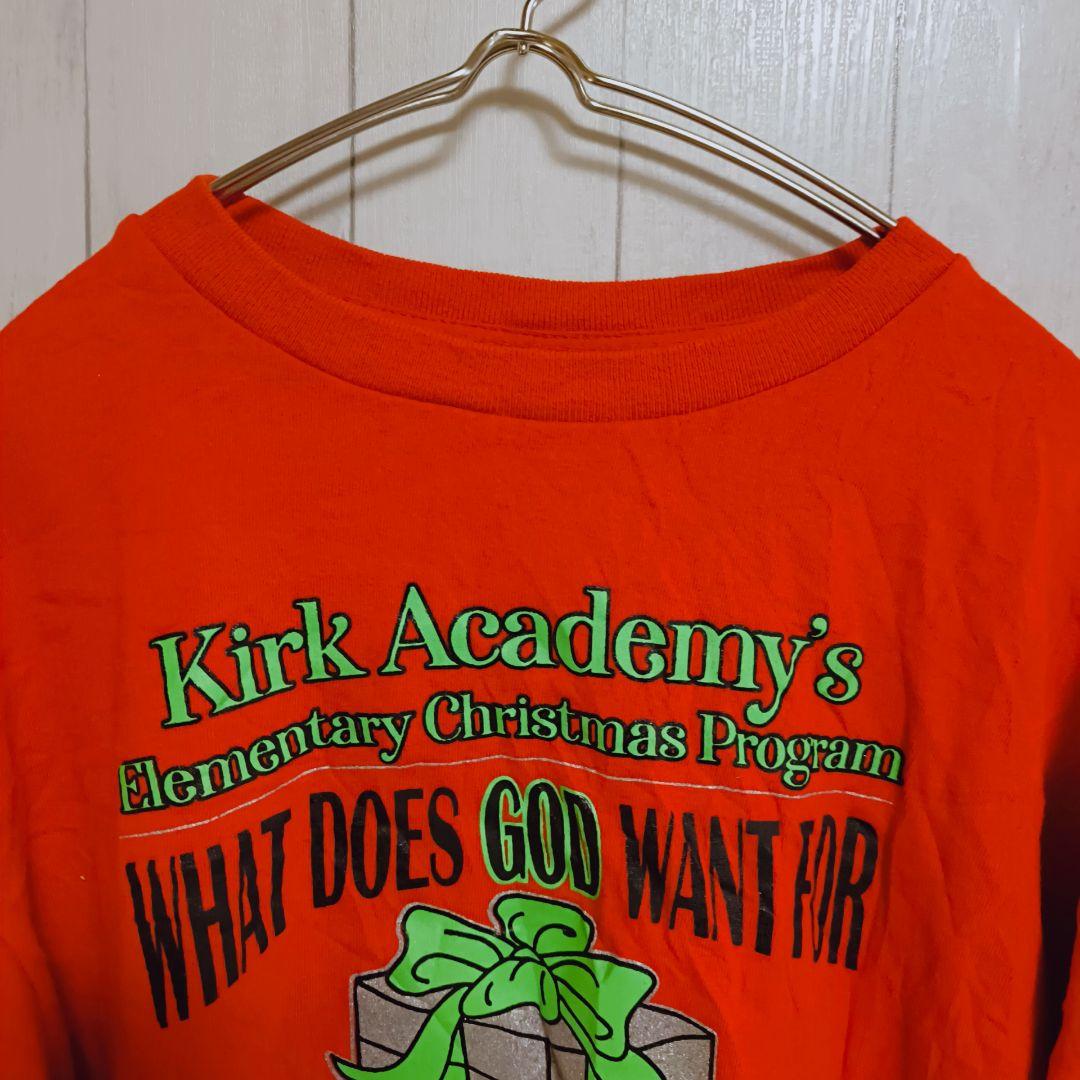 Kirk Academy's
Elementary Christmas Program
WHAT DOES GOD WANT FOR